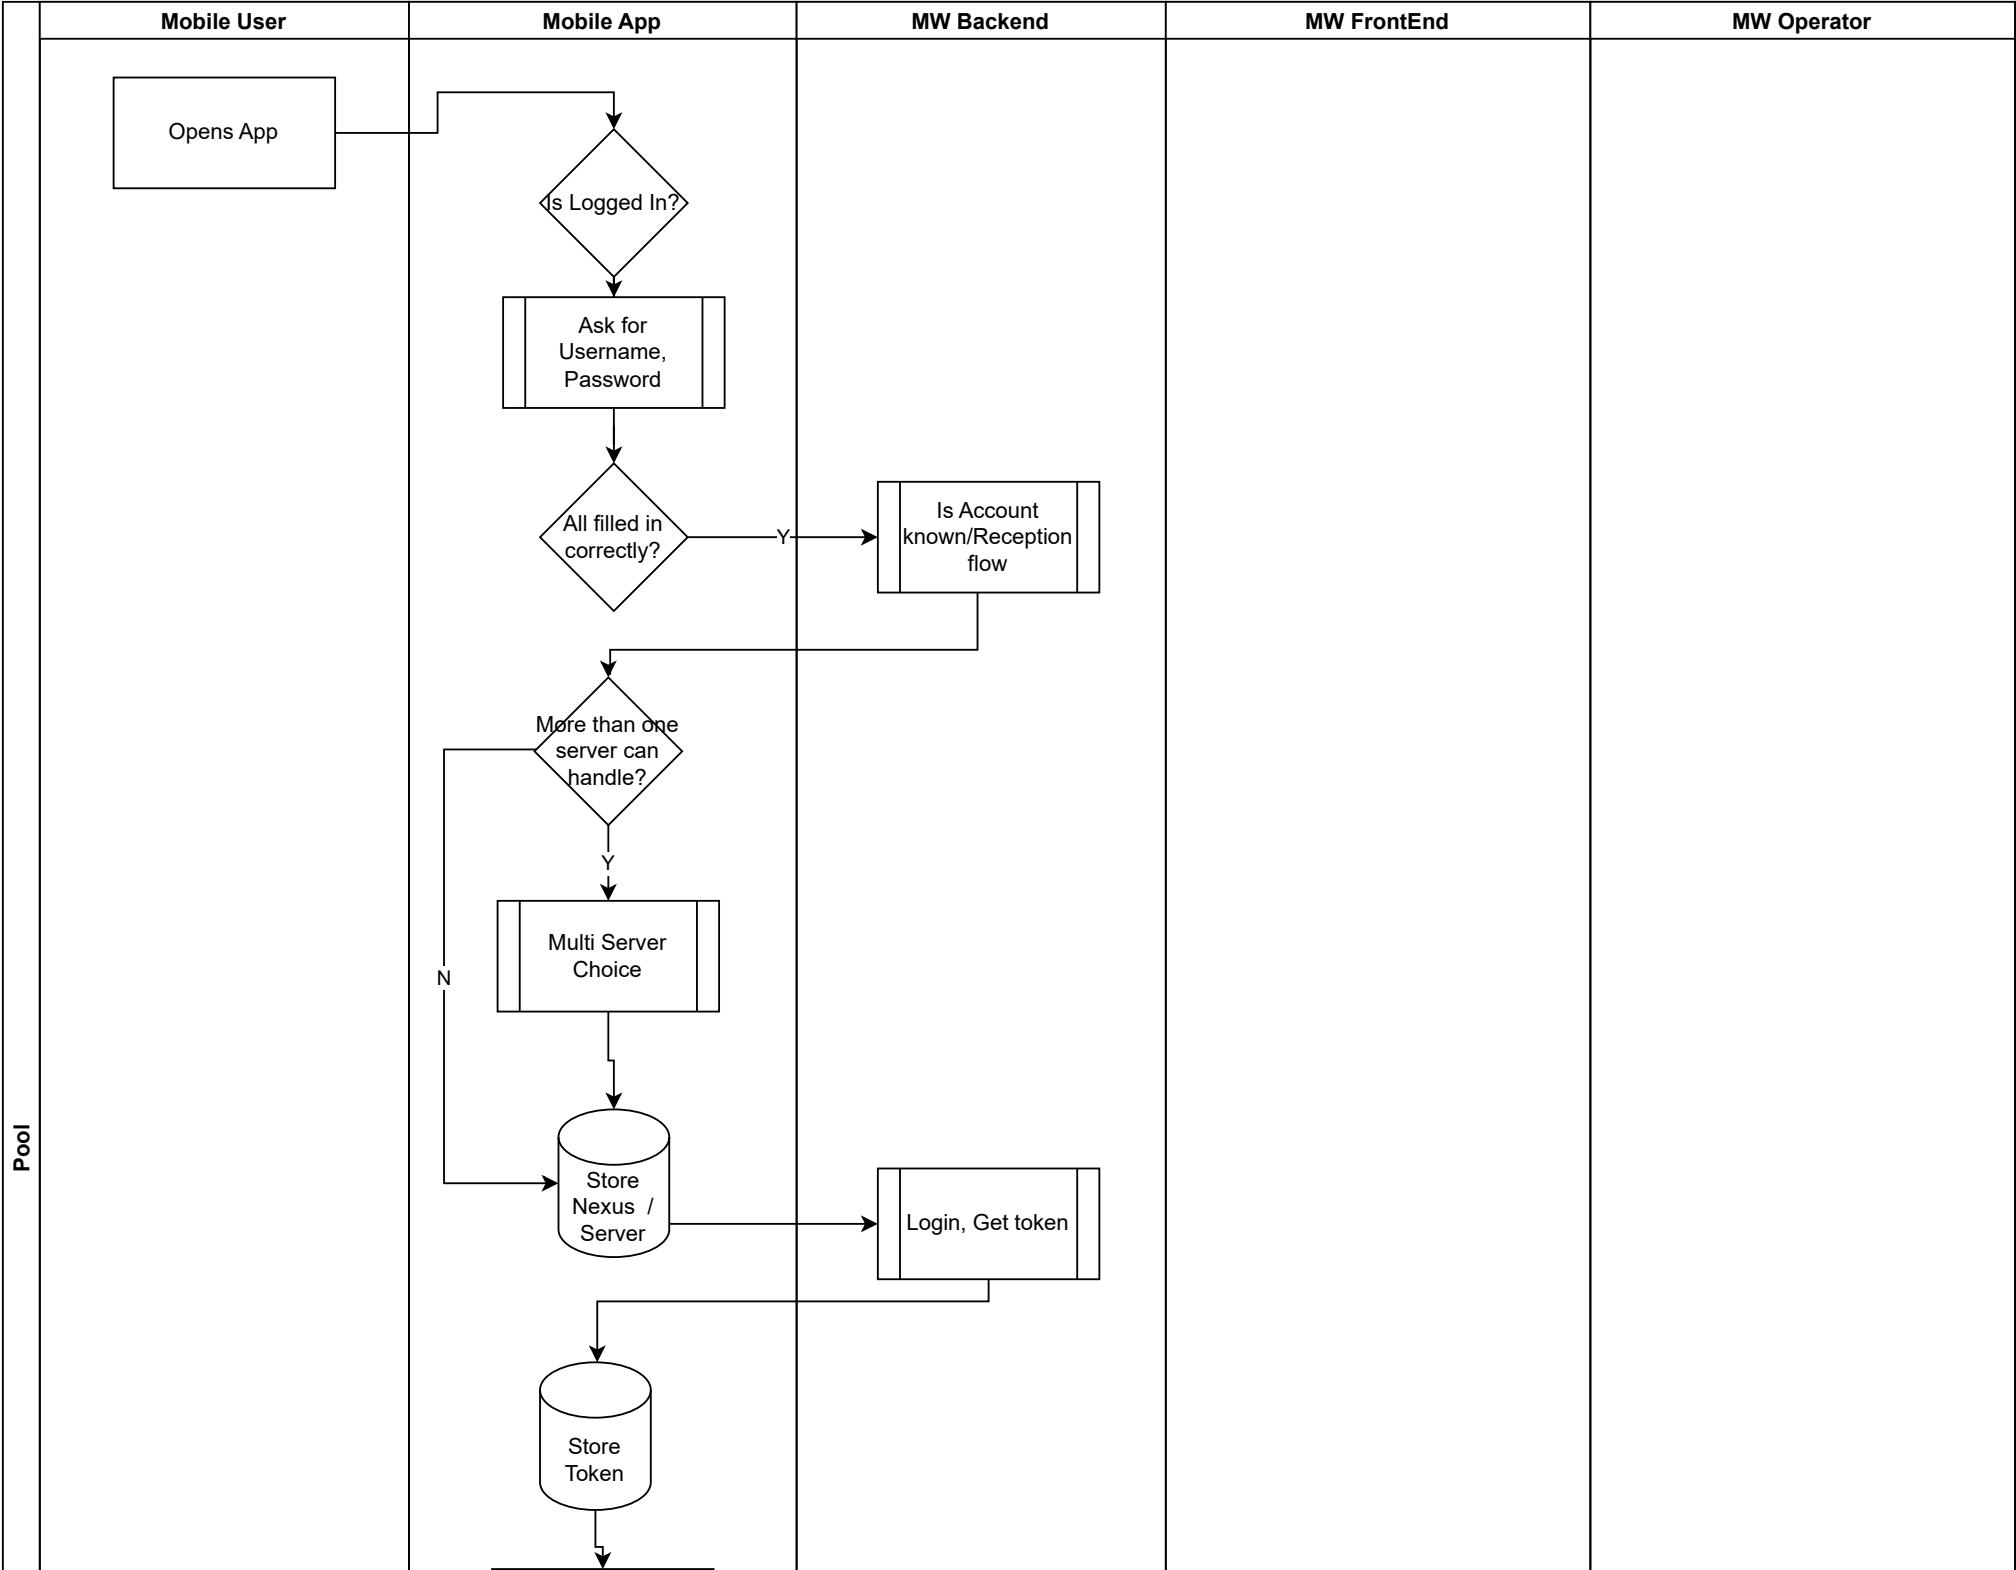 Mobile User
Mobile App
MW Backend
MW FrontEnd
MW Operator
Pool
Opens App
Is Logged In?
Ask for
Username,
Password
All filled in
correctly?
Y
Is Account
known/Reception
flow
More than one
server can
handle?
Y
N
Multi Server
Choice
Store
Nexus /
Server
Login, Get token
Store
Token